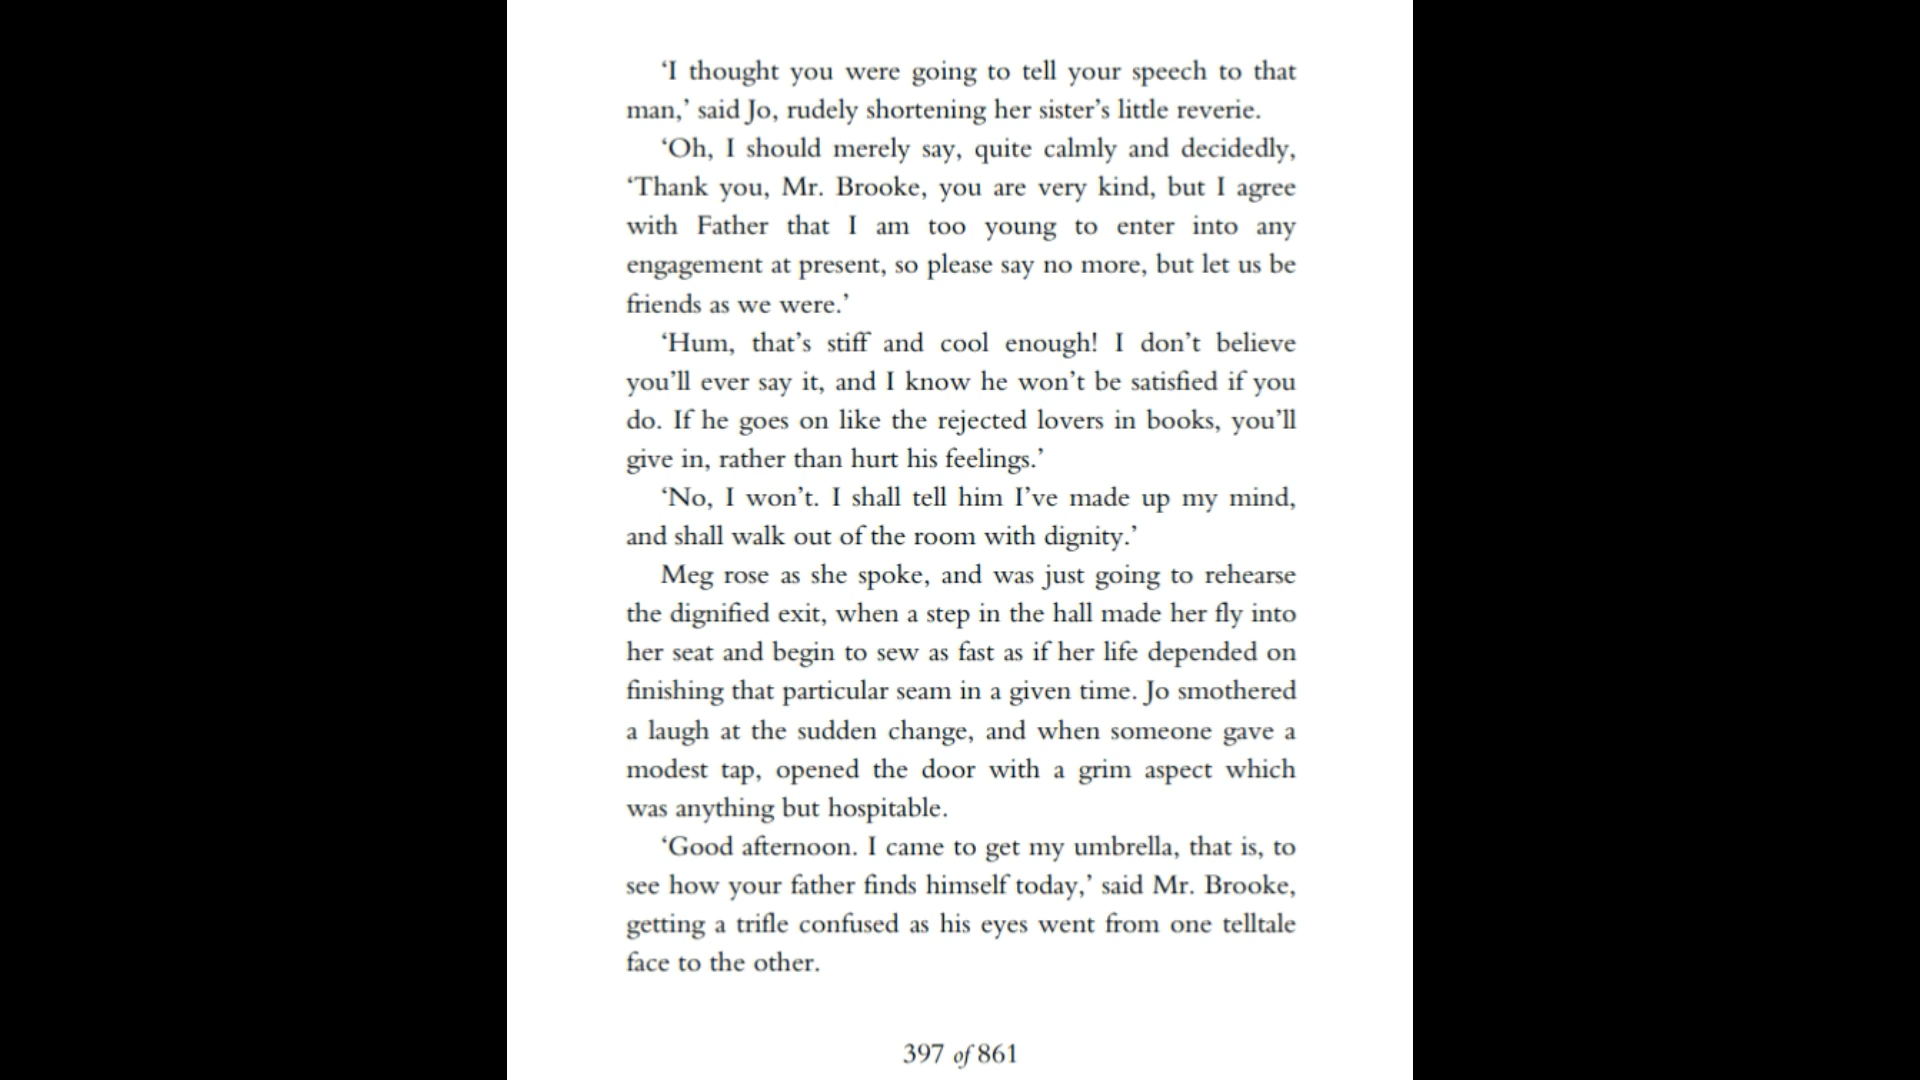 ‘I thought you were going to tell your speech to that
man,’ said Jo, rudely shortening her sister’s little reverie.
‘Oh, I should merely say, quite calmly and decidedly,
‘Thank you, Mr. Brooke, you are very kind, but I agree
with Father that I am too young to enter into any
engagement at present, so please say no more, but let us be
friends as we were.’
‘Hum, that’s stiff and cool enough! I don’t believe
you’ll ever say it, and I know he won’t be satisfied if you
do. If he goes on like the rejected lovers in books, you’ll
give in, rather than hurt his feelings.’
‘No, I won’t. I shall tell him I’ve made up my mind,
and shall walk out of the room with dignity.’
Meg rose as she spoke, and was just going to rehearse
the dignified exit, when a step in the hall made her fly into
her seat and begin to sew as fast as if her life depended on
finishing that particular seam in a given time. Jo smothered
a laugh at the sudden change, and when someone gave a
modest tap, opened the door with a grim aspect which
was anything but hospitable.
‘Good afternoon. I came to get my umbrella, that is, to
see how your father finds himself today,’ said Mr. Brooke,
getting a trifle confused as his eyes went from one telltale
face to the other.
397 of 861